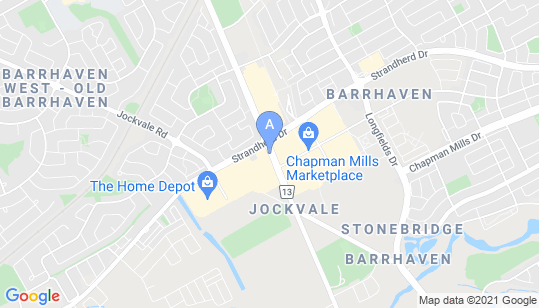 Strandherd Dr
BARRHAVEN
WEST - OLD
BARRHAVEN
BARRHAVEN
Jockvale Rd
A
Strandherd Dr
Longfields Dr
Chapman Mills Dr
Chapman Mills
Marketplace
The Home Depot
13
JOCKVALE
STONEBRIDGE
BARRHAVEN
Google
Map data ©2021 Google